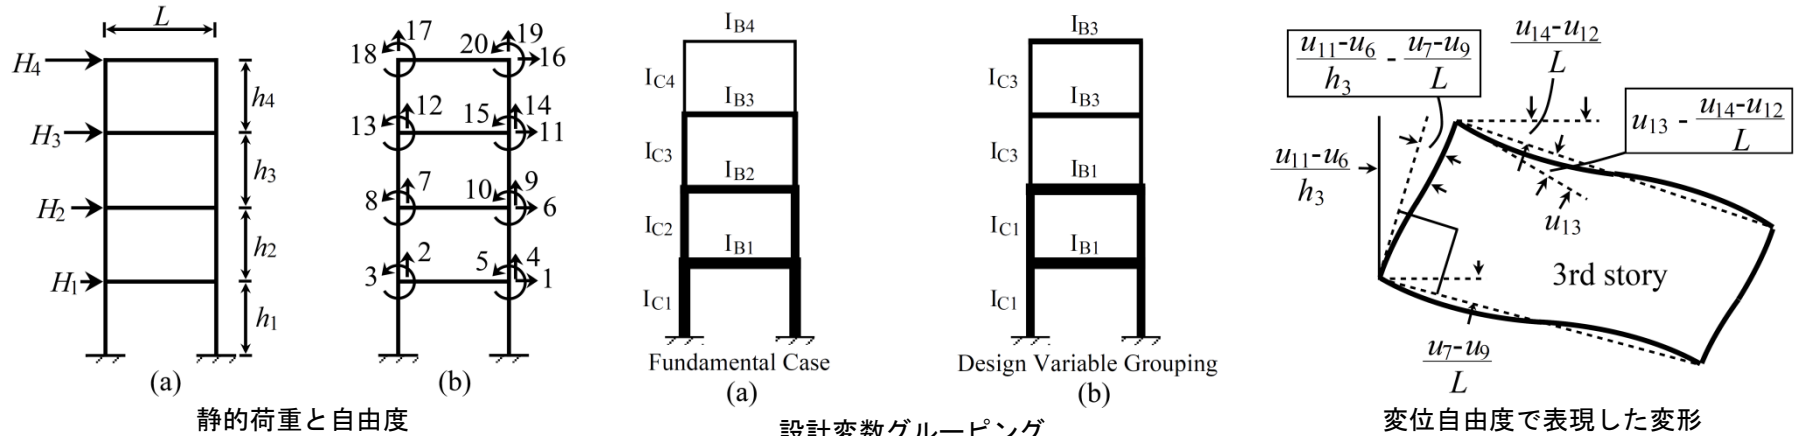 L
H4
H3
H2
H1
h4
h3
h2
h1
(a)
17
18
19
20
16
12
13
14
15
11
7
8
9
10
6
2
3
4
5
1
(b)
静的荷重と自由度
IB4
IC4
IB3
IC3
IB2
IC2
IB1
IC1
Fundamental Case
(a)
IB3
IC3
IB3
IC3
IB1
IC1
IB1
IC1
Design Variable Grouping
(b)
設計変数グルーピング
u11-u6 / h3 - u7-u9 / L
u14-u12 / L
u13 - u14-u12 / L
u11-u6 / h3
u13
3rd story
u7-u9 / L
変位自由度で表現した変形